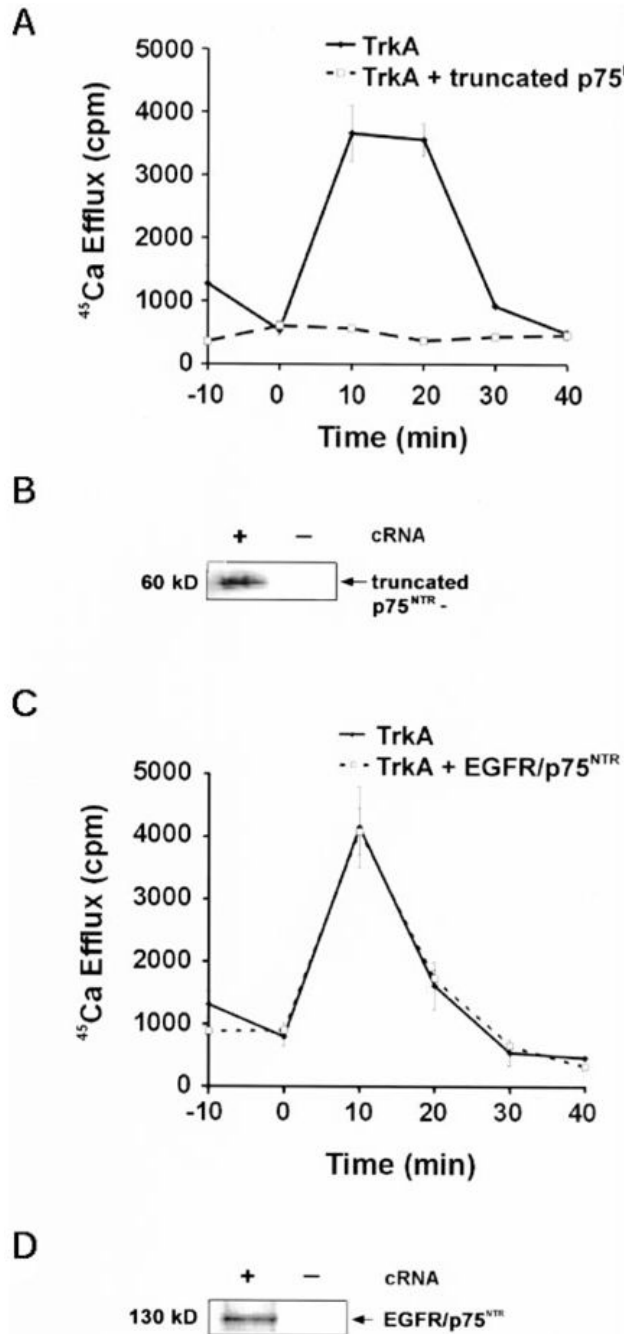 A
TrkA
TrkA + truncated p75
5000
4000
3000
2000
1000
0
⁴⁵Ca Efflux (cpm)
-10 0 10 20 30 40
Time (min)
B
+ − cRNA
60 kD
truncated
p75ᴺᵀᴿ -
C
TrkA
TrkA + EGFR/p75ᴺᵀᴿ
5000
4000
3000
2000
1000
0
⁴⁵Ca Efflux (cpm)
-10 0 10 20 30 40
Time (min)
D
+ − cRNA
130 kD EGFR/p75ᴺᵀᴿ